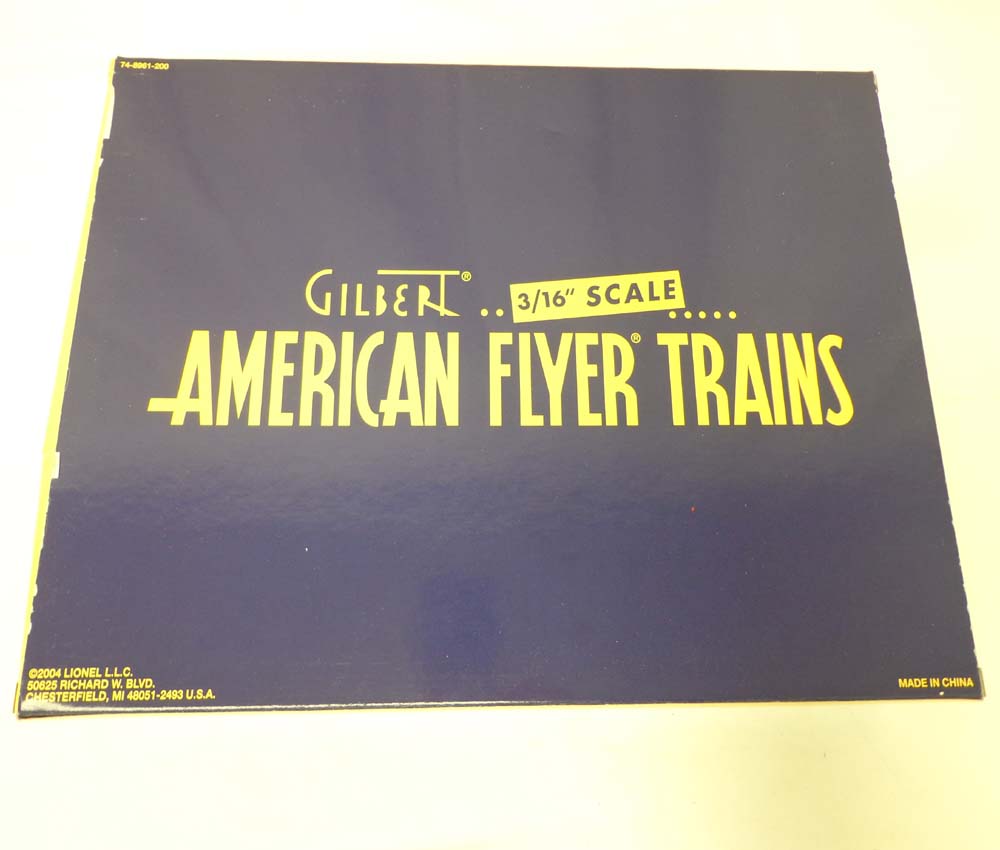 74-8961-200
GILBERT® .. 3/16" SCALE .....
AMERICAN FLYER® TRAINS
©2004 LIONEL L.L.C.
50625 RICHARD W. BLVD.
CHESTERFIELD, MI 48051-2493 U.S.A.
MADE IN CHINA